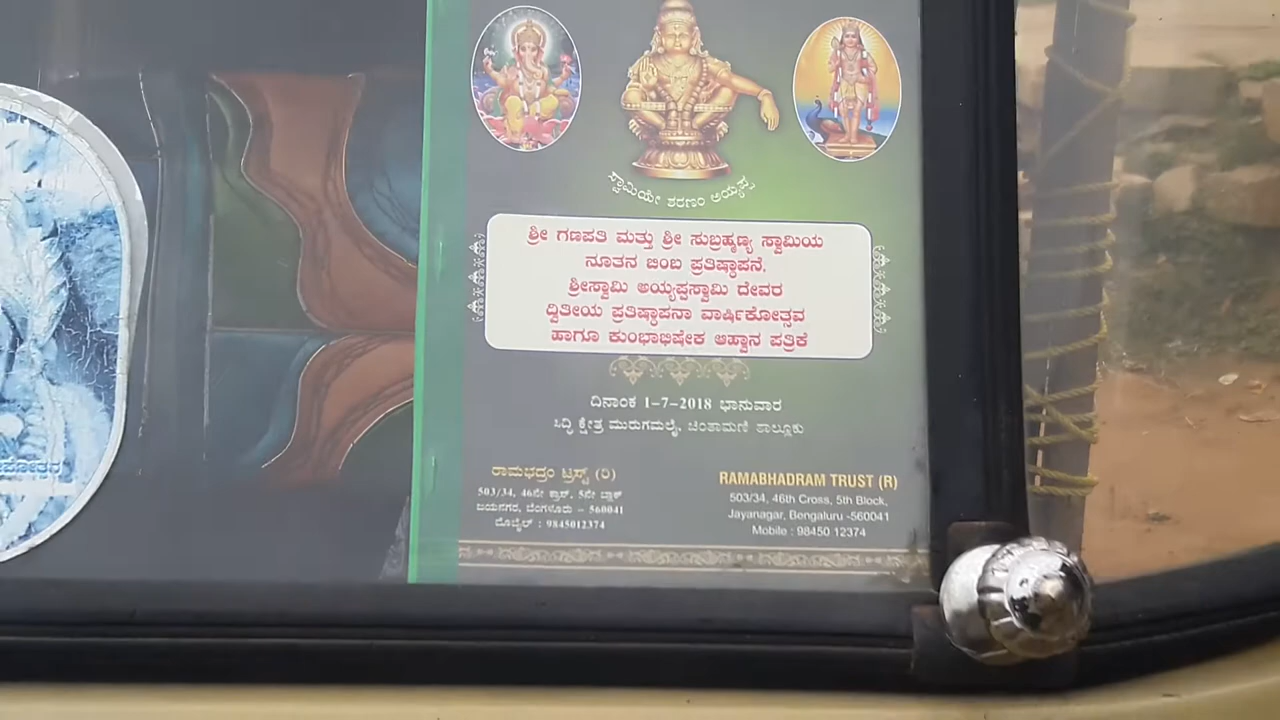 ಸ್ವಾಮಿಯೇ ಶರಣಂ ಅಯ್ಯಪ್ಪ
ಶ್ರೀ ಗಣಪತಿ ಮತ್ತು ಶ್ರೀ ಸುಬ್ರಹ್ಮಣ್ಯ ಸ್ವಾಮಿಯ
ನೂತನ ಬಿಂಬ ಪ್ರತಿಷ್ಠಾಪನೆ,
ಶ್ರೀಸ್ವಾಮಿ ಅಯ್ಯಪ್ಪಸ್ವಾಮಿ ದೇವರ
ದ್ವಿತೀಯ ಪ್ರತಿಷ್ಠಾಪನಾ ವಾರ್ಷಿಕೋತ್ಸವ
ಹಾಗೂ ಕುಂಭಾಭಿಷೇಕ ಆಹ್ವಾನ ಪತ್ರಿಕೆ
ದಿನಾಂಕ 1-7-2018 ಭಾನುವಾರ
ಸಿದ್ಧಿ ಕ್ಷೇತ್ರ ಮುರುಗಮಲೈ, ಚಿಂತಾಮಣಿ ತಾಲ್ಲೂಕು
ರಾಮಭದ್ರಂ ಟ್ರಸ್ಟ್ (ರಿ)
503/34, 46ನೇ ಕ್ರಾಸ್, 5ನೇ ಬ್ಲಾಕ್
ಜಯನಗರ, ಬೆಂಗಳೂರು - 560041
ಮೊಬೈಲ್ : 9845012374
RAMABHADRAM TRUST (R)
503/34, 46th Cross, 5th Block,
Jayanagar, Bengaluru -560041
Mobile : 98450 12374